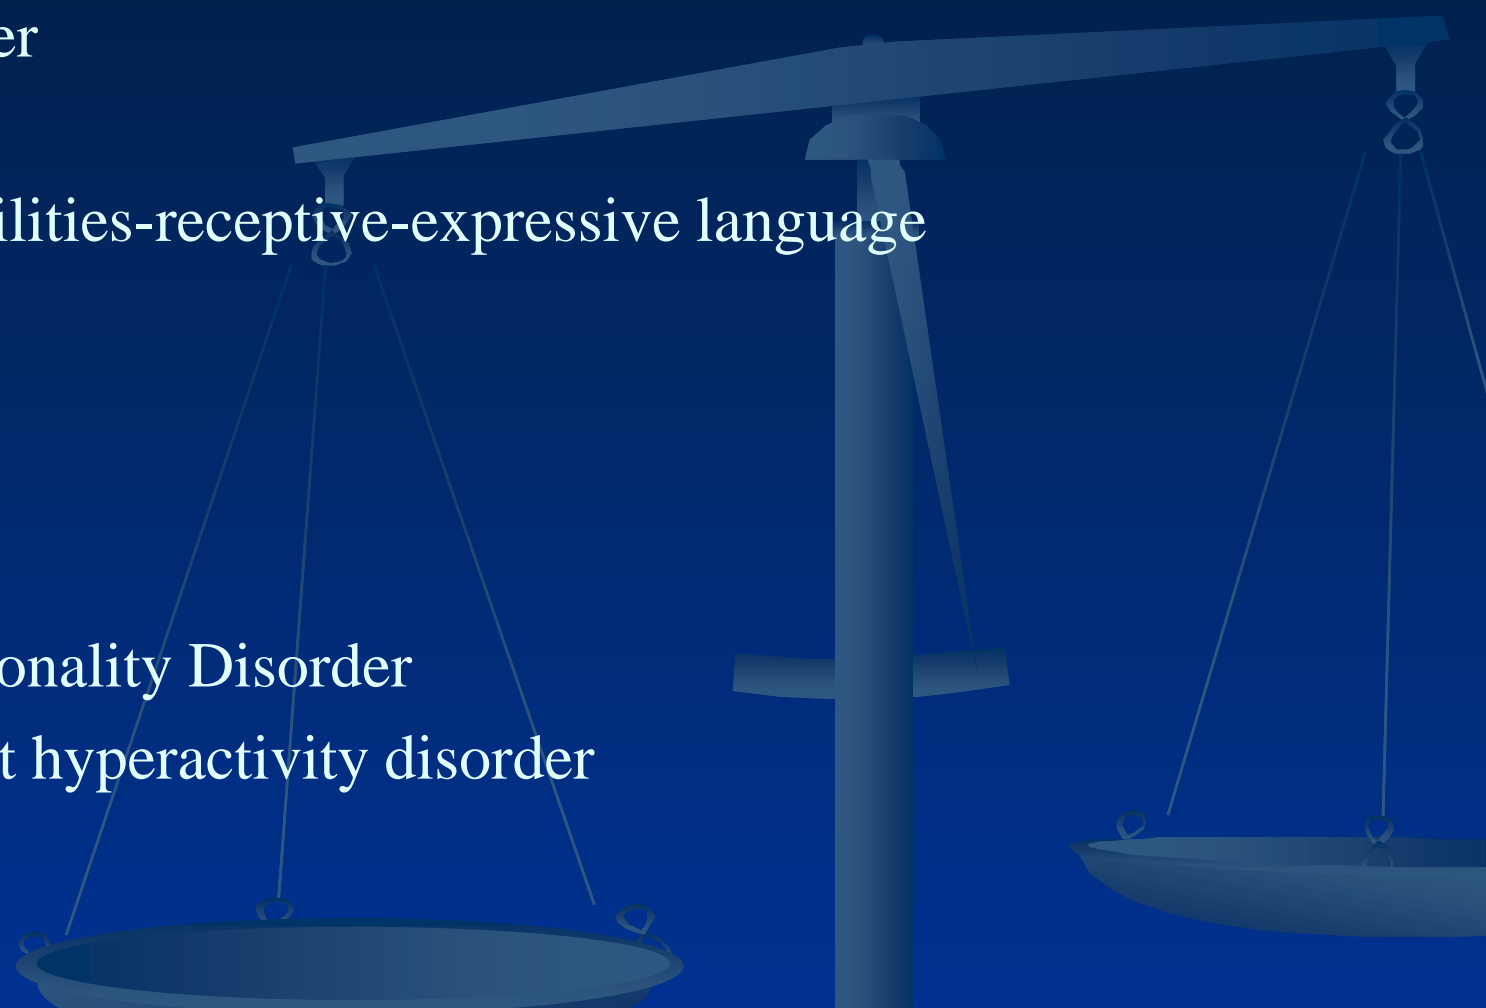 er
ilities-receptive-expressive language
onality Disorder
t hyperactivity disorder